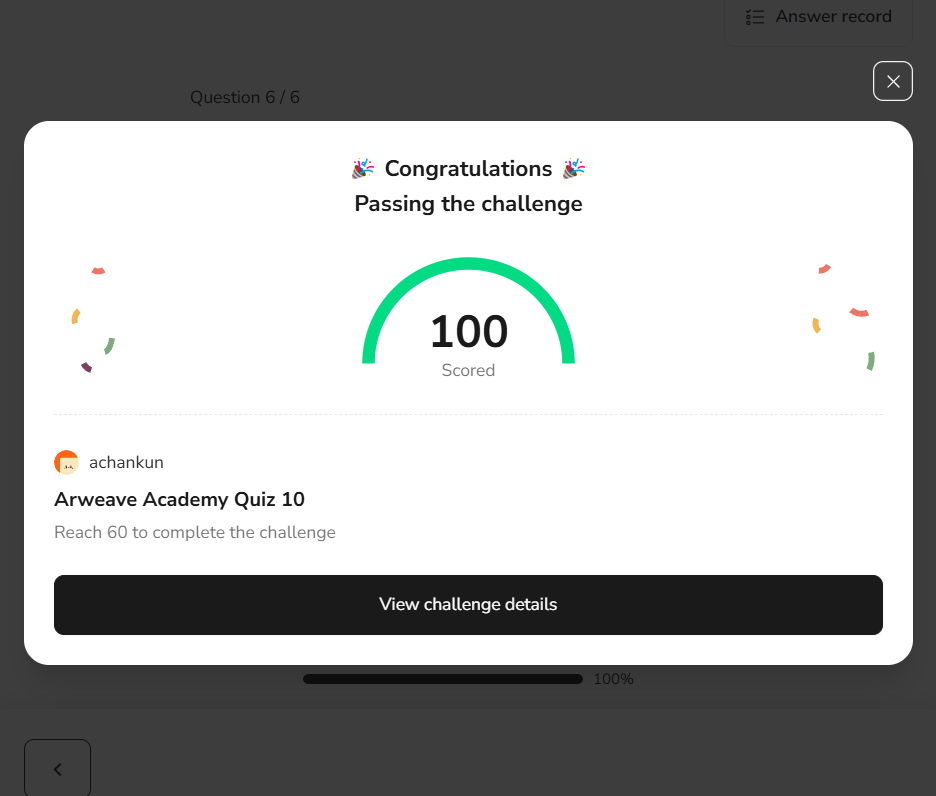 Answer record
Question 6 / 6
Congratulations
Passing the challenge
100
Scored
achankun
Arweave Academy Quiz 10
Reach 60 to complete the challenge
View challenge details
100%